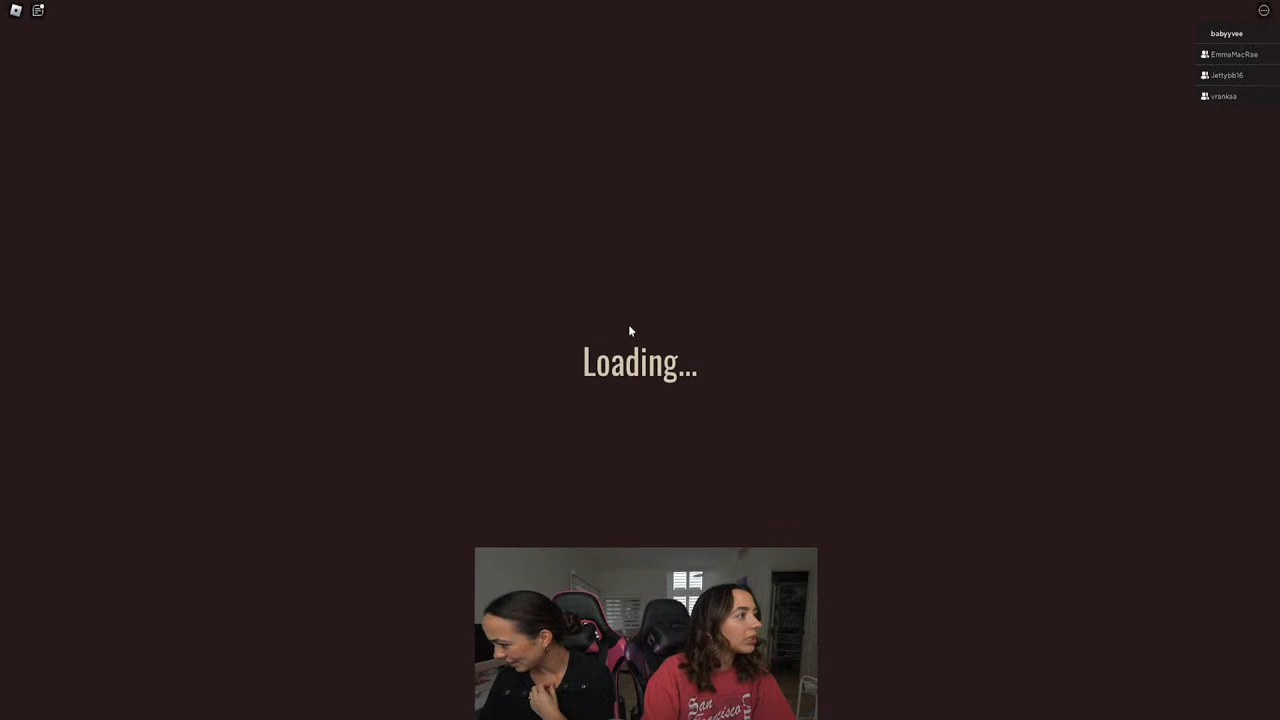 babyyvee
EmmaMacRae
Jettybb16
vrankaa
Loading...
San
Francisco